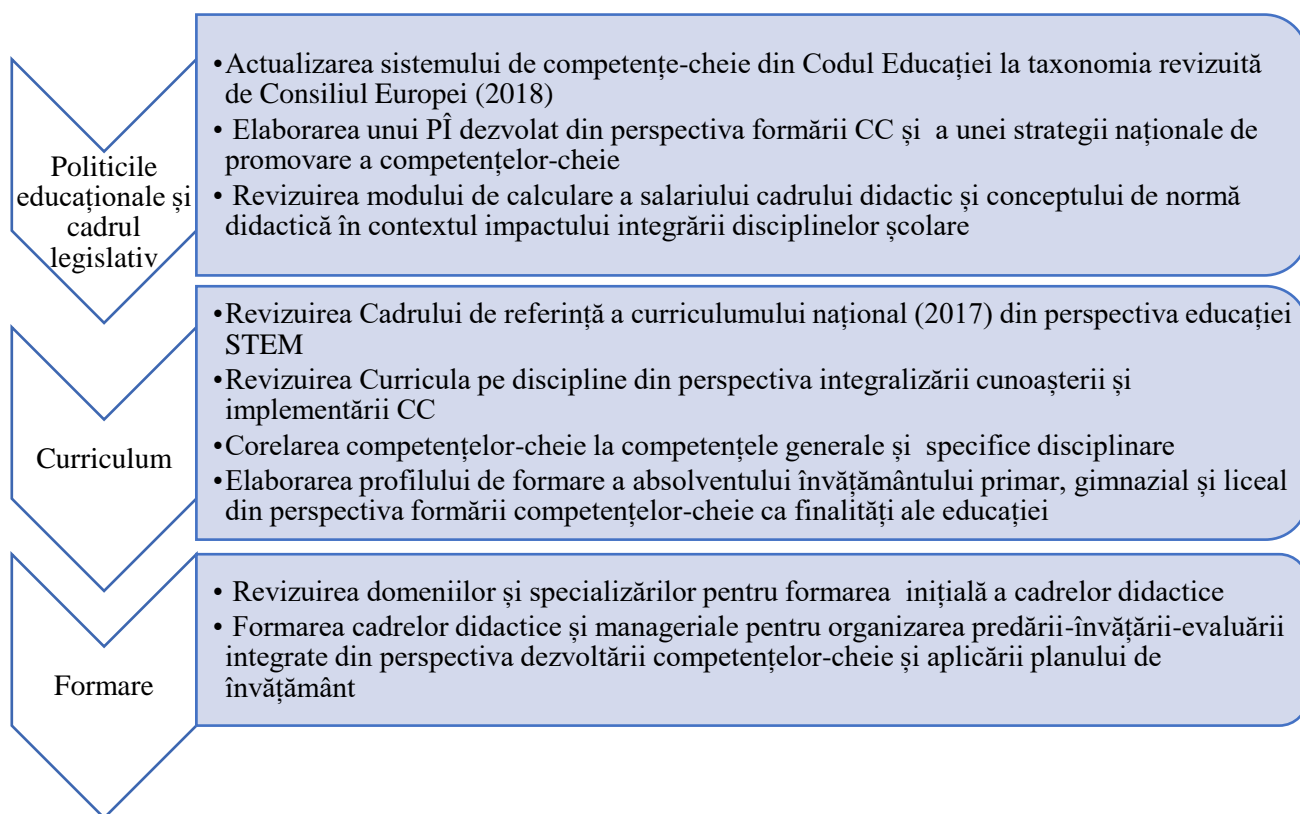 Politicile
educaționale și
cadrul
legislativ
•Actualizarea sistemului de competențe-cheie din Codul Educației la taxonomia revizuită
de Consiliul Europei (2018)
• Elaborarea unui PÎ dezvolat din perspectiva formării CC și a unei strategii naționale de
promovare a competențelor-cheie
• Revizuirea modului de calculare a salariului cadrului didactic și conceptului de normă
didactică în contextul impactului integrării disciplinelor școlare
Curriculum
•Revizuirea Cadrului de referință a curriculumului național (2017) din perspectiva educației
STEM
•Revizuirea Curricula pe discipline din perspectiva integralizării cunoașterii și
implementării CC
•Corelarea competențelor-cheie la competențele generale și specifice disciplinare
•Elaborarea profilului de formare a absolventului învățământului primar, gimnazial și liceal
din perspectiva formării competențelor-cheie ca finalități ale educației
Formare
• Revizuirea domeniilor și specializărilor pentru formarea inițială a cadrelor didactice
• Formarea cadrelor didactice și manageriale pentru organizarea predării-învățării-evaluării
integrate din perspectiva dezvoltării competențelor-cheie și aplicării planului de
învățământ